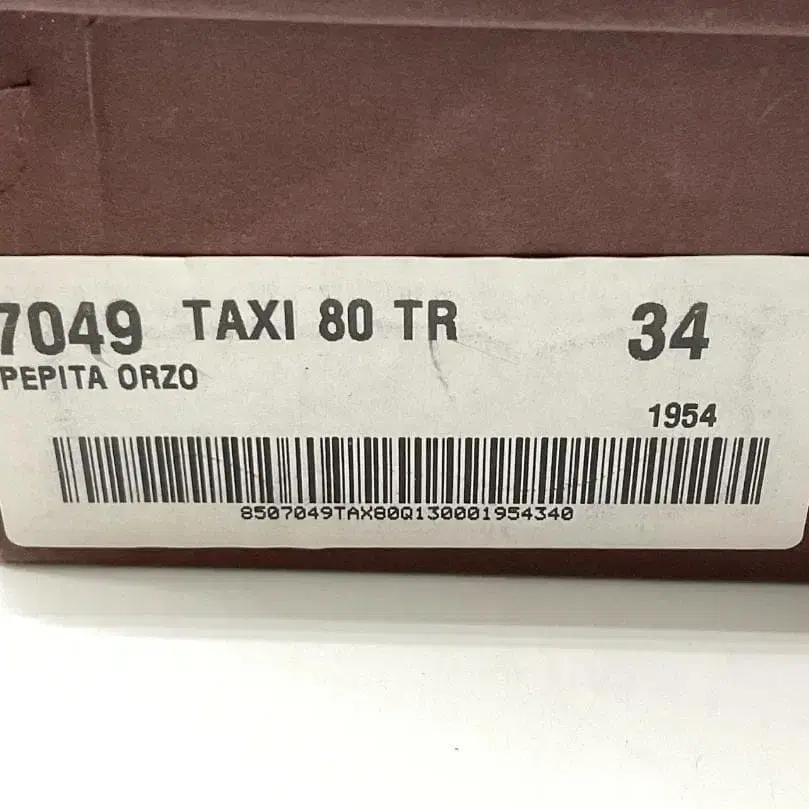 7049 TAXI 80 TR 34
PEPITA ORZO
1954
8507049TAX80Q130001954340